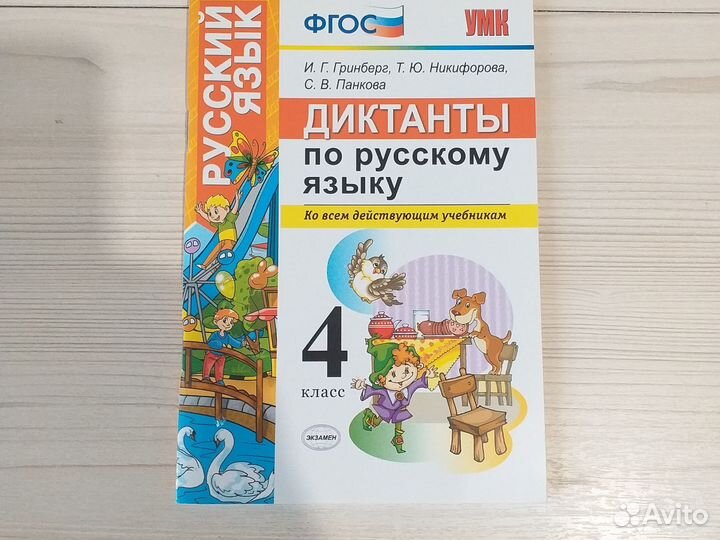 РУССКИЙ
ЯЗЫК
ФГОС
УМК
И. Г. Гринберг, Т. Ю. Никифорова,
С. В. Панкова
ДИКТАНТЫ
по русскому
языку
Ко всем действующим учебникам
4
класс
ЭКЗАМЕН
Avito